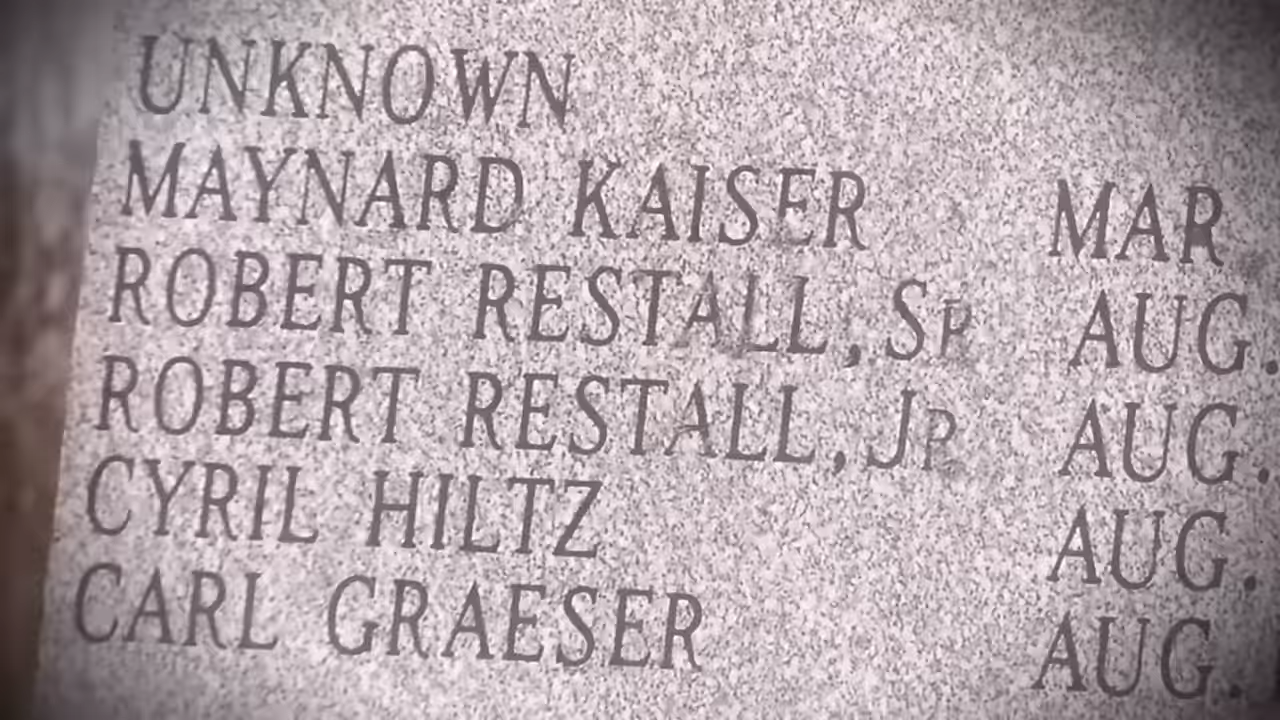 UNKNOWN
MAYNARD KAISER MAR
ROBERT RESTALL, SR AUG.
ROBERT RESTALL, JR AUG.
CYRIL HILTZ AUG.
CARL GRAESER AUG.